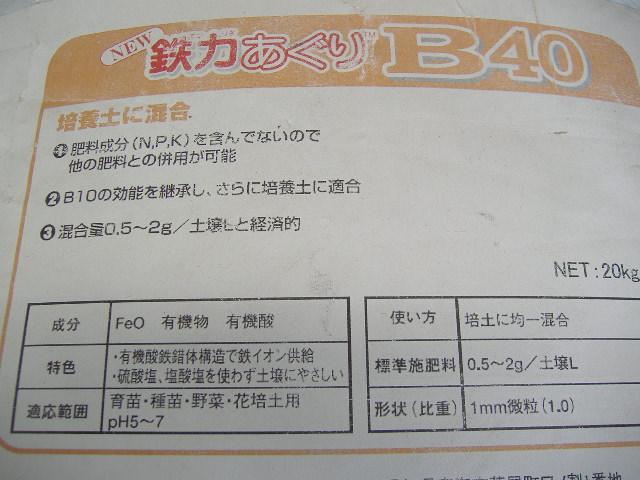 NEW 鉄力あぐり™ B40
培養土に混合
❶肥料成分(N,P,K)を含んでないので
他の肥料との併用が可能
❷B10の効能を継承し、さらに培養土に適合
❸混合量0.5〜2g/土壌Lと経済的
NET:20kg
成分 FeO 有機物 有機酸
特色 ・有機酸鉄錯体構造で鉄イオン供給
・硫酸塩、塩酸塩を使わず土壌にやさしい
適応範囲 育苗・種苗・野菜・花培土用
pH5〜7
使い方 培土に均一混合
標準施肥料 0.5〜2g/土壌L
形状(比重) 1mm微粒(1.0)